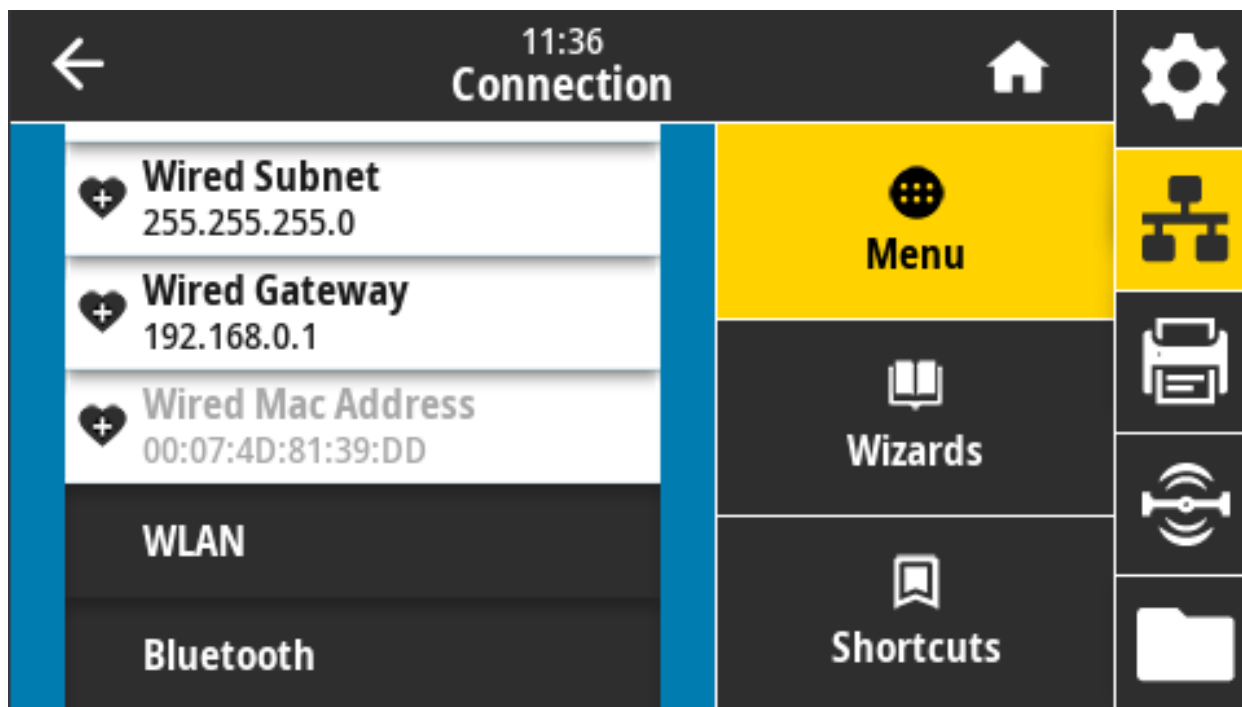 11:36
Connection
Wired Subnet
255.255.255.0
Wired Gateway
192.168.0.1
Wired Mac Address
00:07:4D:81:39:DD
WLAN
Bluetooth
Menu
Wizards
Shortcuts